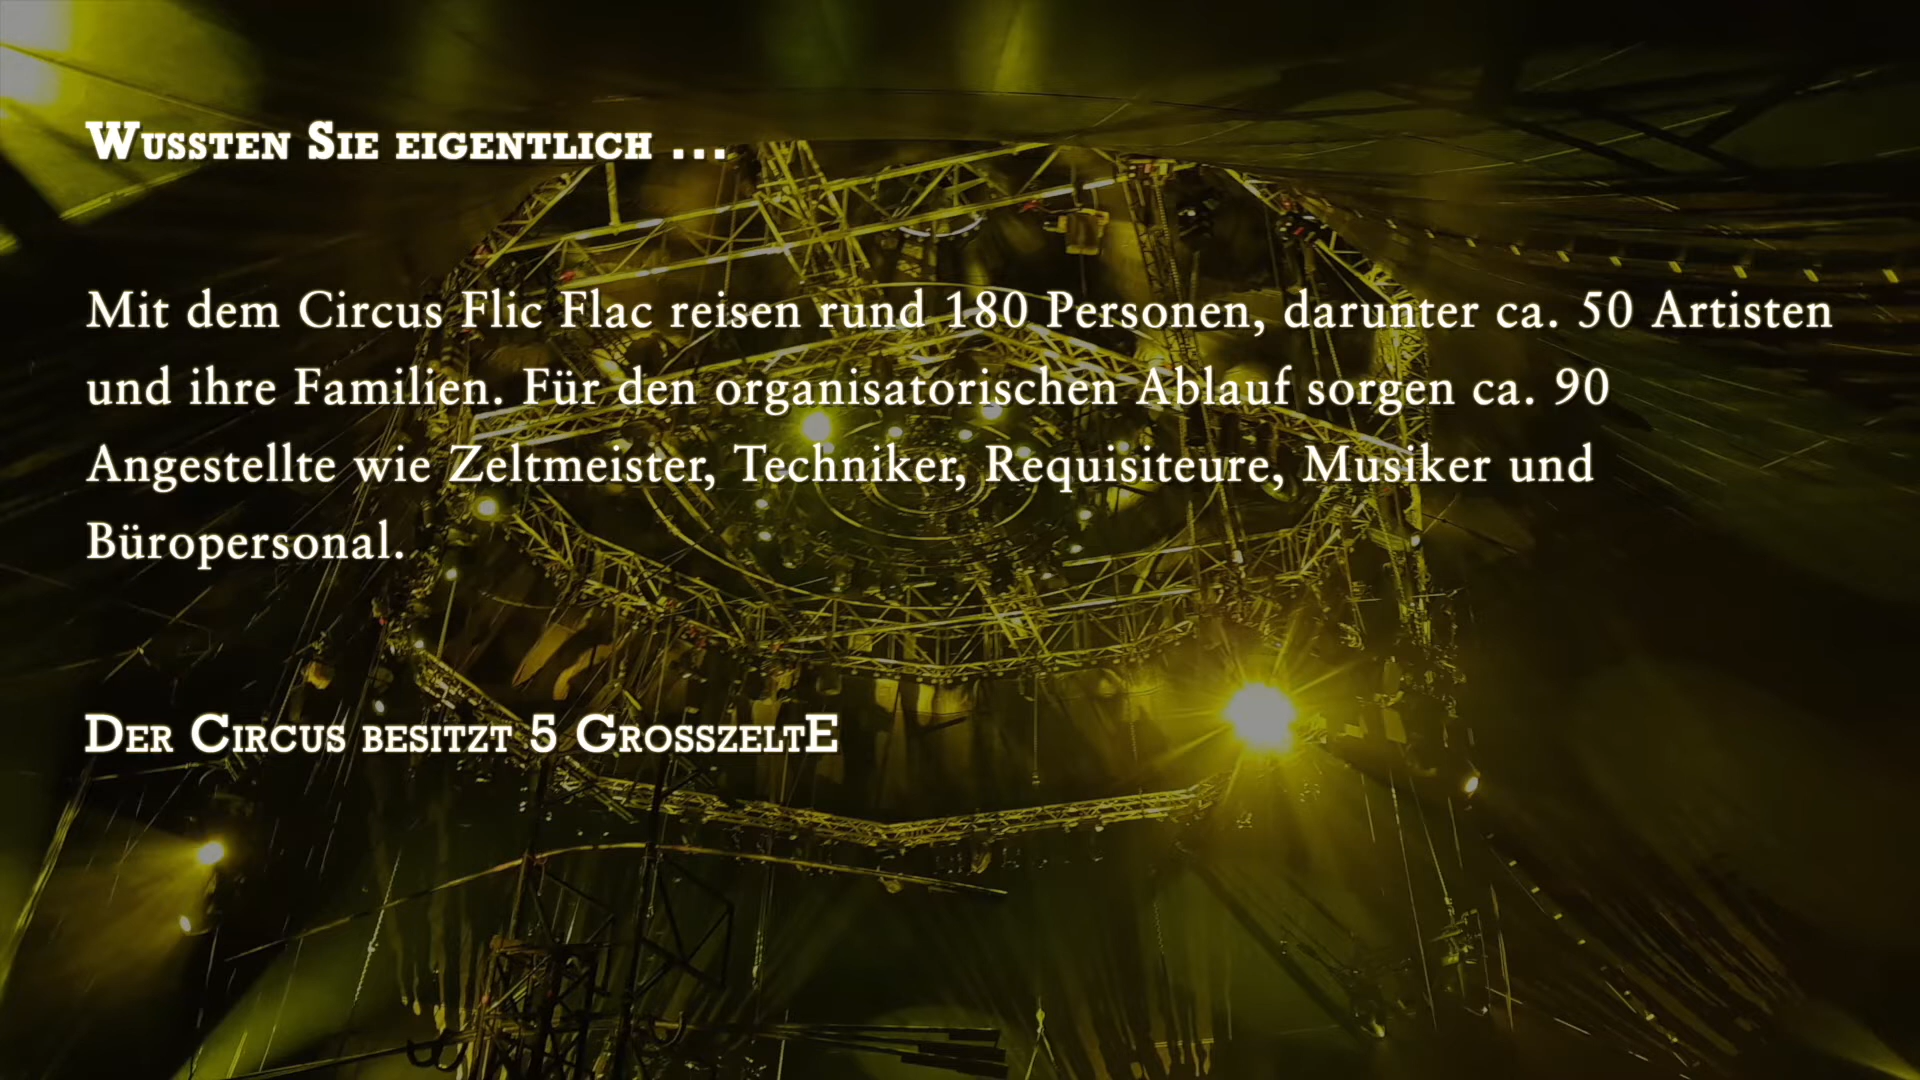 Wussten Sie eigentlich ...
Mit dem Circus Flic Flac reisen rund 180 Personen, darunter ca. 50 Artisten
und ihre Familien. Für den organisatorischen Ablauf sorgen ca. 90
Angestellte wie Zeltmeister, Techniker, Requisiteure, Musiker und
Büropersonal.
Der Circus besitzt 5 GrosszeltE